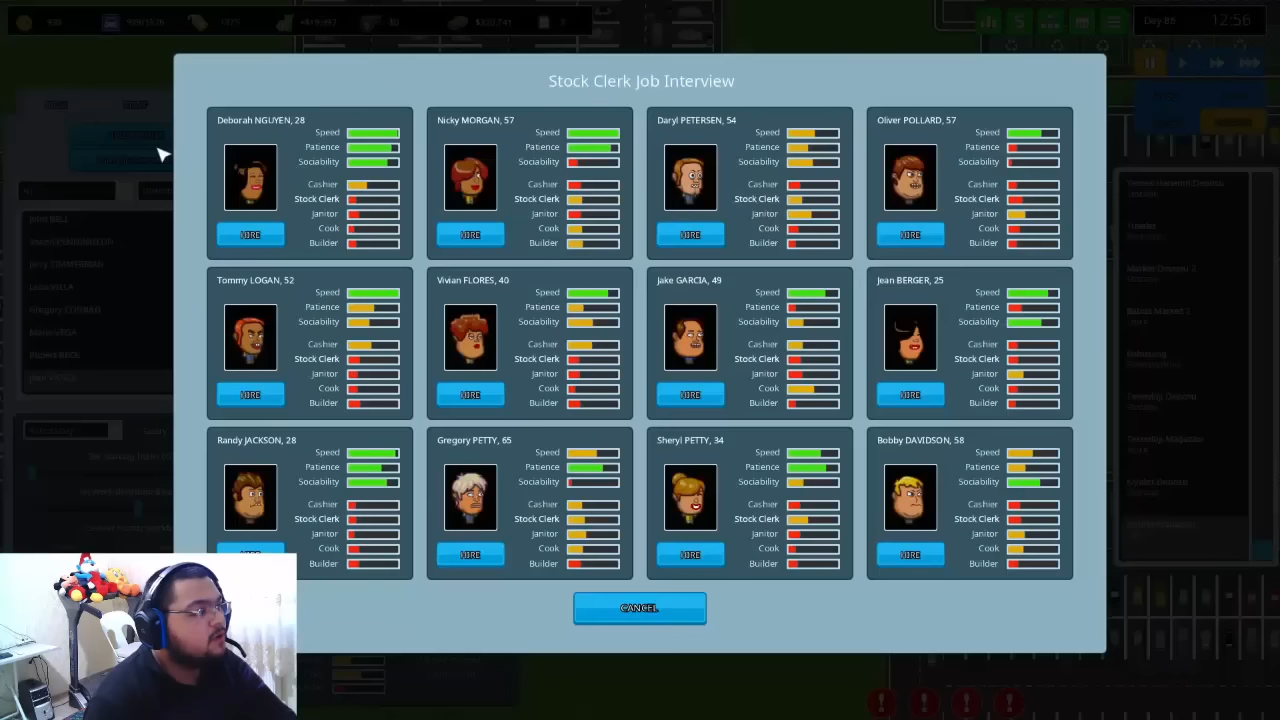 Day 86
12:56
Stock Clerk Job Interview
Deborah NGUYEN, 28
Speed
Patience
Sociability
Cashier
Stock Clerk
Janitor
Cook
Builder
HIRE
Nicky MORGAN, 57
Speed
Patience
Sociability
Cashier
Stock Clerk
Janitor
Cook
Builder
HIRE
Daryl PETERSEN, 54
Speed
Patience
Sociability
Cashier
Stock Clerk
Janitor
Cook
Builder
HIRE
Oliver POLLARD, 57
Speed
Patience
Sociability
Cashier
Stock Clerk
Janitor
Cook
Builder
HIRE
Tommy LOGAN, 52
Speed
Patience
Sociability
Cashier
Stock Clerk
Janitor
Cook
Builder
HIRE
Vivian FLORES, 40
Speed
Patience
Sociability
Cashier
Stock Clerk
Janitor
Cook
Builder
HIRE
Jake GARCIA, 49
Speed
Patience
Sociability
Cashier
Stock Clerk
Janitor
Cook
Builder
HIRE
Jean BERGER, 25
Speed
Patience
Sociability
Cashier
Stock Clerk
Janitor
Cook
Builder
HIRE
Randy JACKSON, 28
Speed
Patience
Sociability
Cashier
Stock Clerk
Janitor
Cook
Builder
Gregory PETTY, 65
Speed
Patience
Sociability
Cashier
Stock Clerk
Janitor
Cook
Builder
HIRE
Sheryl PETTY, 34
Speed
Patience
Sociability
Cashier
Stock Clerk
Janitor
Cook
Builder
HIRE
Bobby DAVIDSON, 58
Speed
Patience
Sociability
Cashier
Stock Clerk
Janitor
Cook
Builder
HIRE
CANCEL